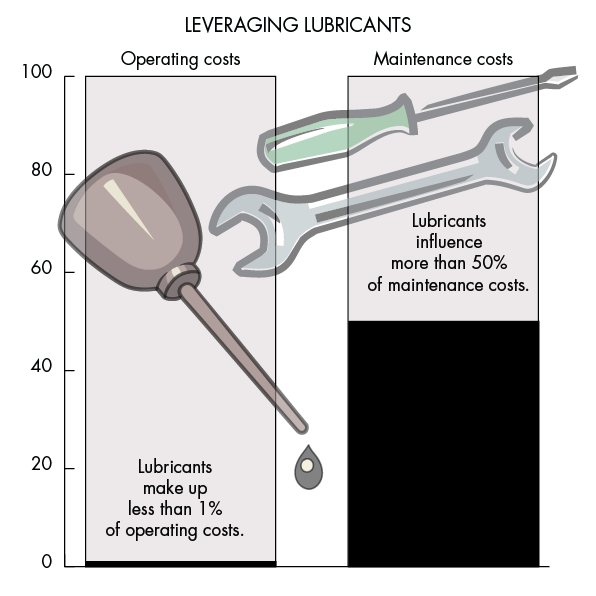 LEVERAGING LUBRICANTS
Operating costs
Maintenance costs
100
80
60
40
20
0
Lubricants
influence
more than 50%
of maintenance costs.
Lubricants
make up
less than 1%
of operating costs.